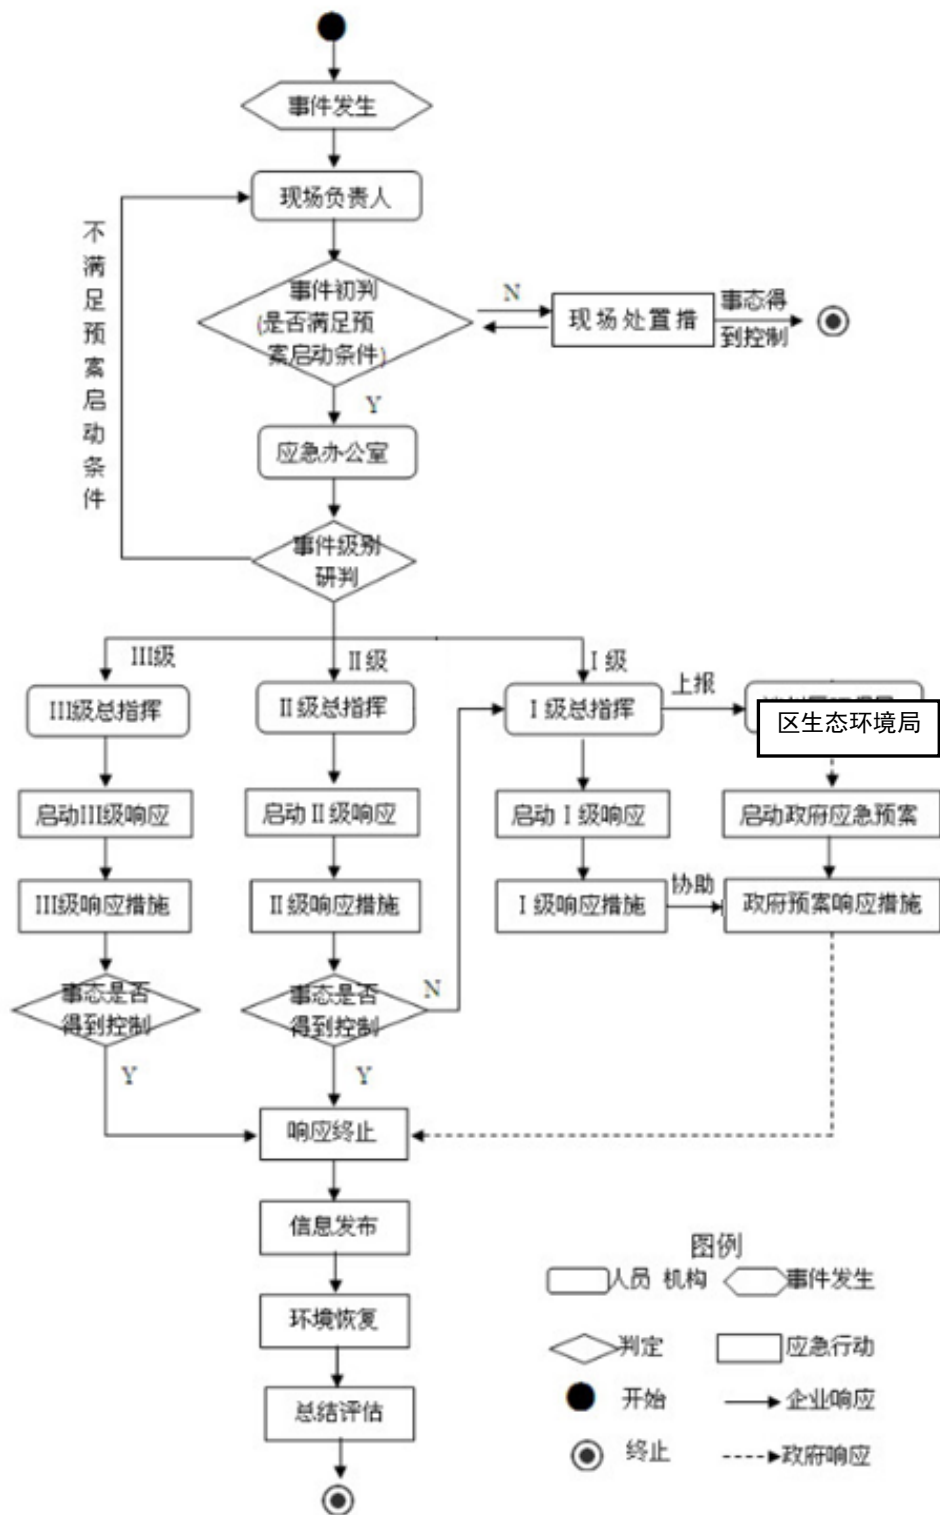 事件发生
现场负责人
不满足预案启动条件
事件初判
(是否满足预
案启动条件)
N
现场处置措
事态得
到控制
Y
应急办公室
事件级别
研判
III级
II级
I级
III级总指挥
II级总指挥
I级总指挥
上报
区生态环境局
启动III级响应
启动II级响应
启动I级响应
启动政府应急预案
III级响应措施
II级响应措施
I级响应措施
协助
政府预案响应措施
事态是否
得到控制
事态是否
得到控制
N
Y
Y
响应终止
信息发布
环境恢复
总结评估
图例
人员 机构
事件发生
判定
应急行动
开始
企业响应
终止
政府响应